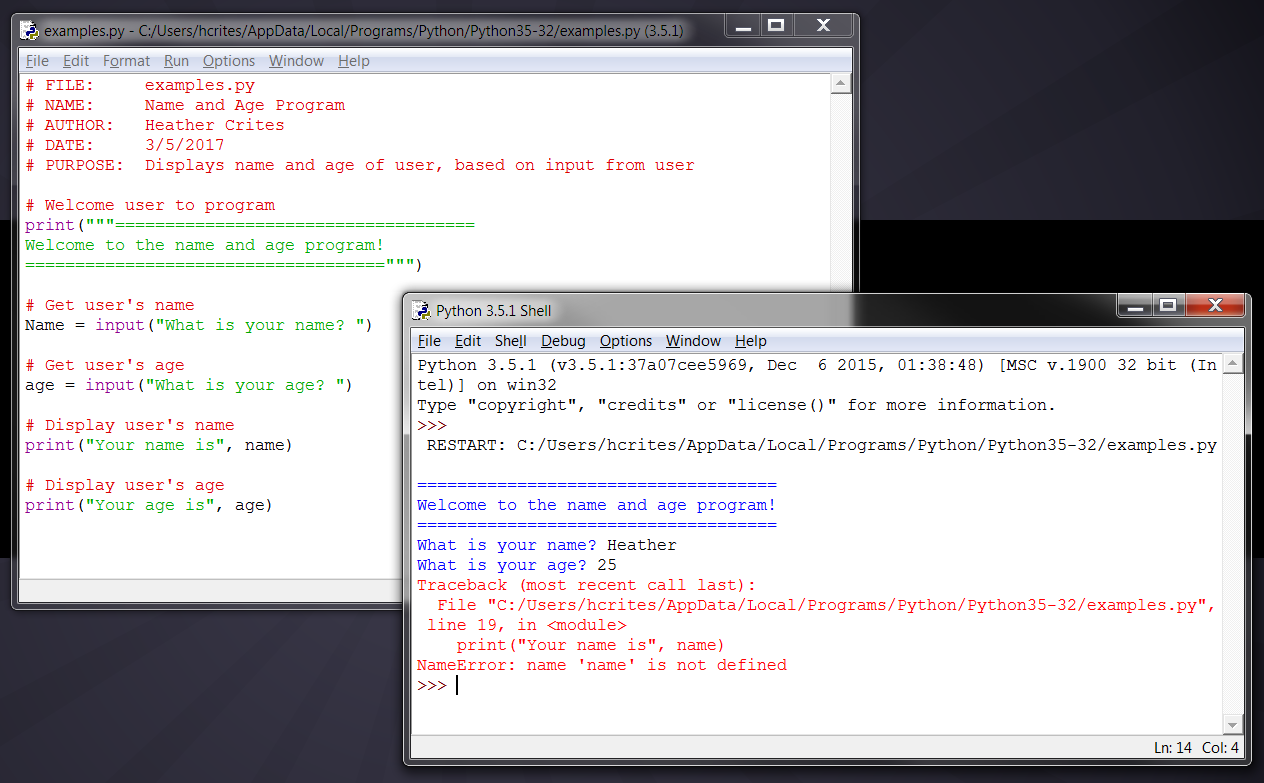 examples.py - C:/Users/hcrites/AppData/Local/Programs/Python/Python35-32/examples.py (3.5.1)
File Edit Format Run Options Window Help
# FILE:     examples.py
# NAME:     Name and Age Program
# AUTHOR:   Heather Crites
# DATE:     3/5/2017
# PURPOSE:  Displays name and age of user, based on input from user
# Welcome user to program
print("""====================================
Welcome to the name and age program!
====================================""")
# Get user's name
Name = input("What is your name? ")
# Get user's age
age = input("What is your age? ")
# Display user's name
print("Your name is", name)
# Display user's age
print("Your age is", age)
Python 3.5.1 Shell
File Edit Shell Debug Options Window Help
Python 3.5.1 (v3.5.1:37a07cee5969, Dec  6 2015, 01:38:48) [MSC v.1900 32 bit (In
tel)] on win32
Type "copyright", "credits" or "license()" for more information.
>>>
 RESTART: C:/Users/hcrites/AppData/Local/Programs/Python/Python35-32/examples.py
====================================
Welcome to the name and age program!
====================================
What is your name? Heather
What is your age? 25
Traceback (most recent call last):
  File "C:/Users/hcrites/AppData/Local/Programs/Python/Python35-32/examples.py",
 line 19, in <module>
    print("Your name is", name)
NameError: name 'name' is not defined
>>>
Ln: 14 Col: 4